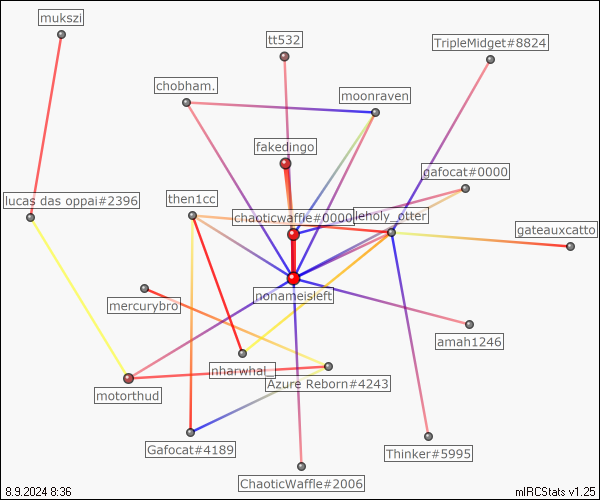 mukszi
tt532
TripleMidget#8824
chobham.
moonraven
fakedingo
gafocat#0000
lucas das oppai#2396
then1cc
chaoticwaffle#0000
leholy_otter
gateauxcatto
nonameisleft
mercurybro
amah1246
nharwhal_
Azure Reborn#4243
motorthud
Gafocat#4189
Thinker#5995
ChaoticWaffle#2006
8.9.2024 8:36
mIRCStats v1.25